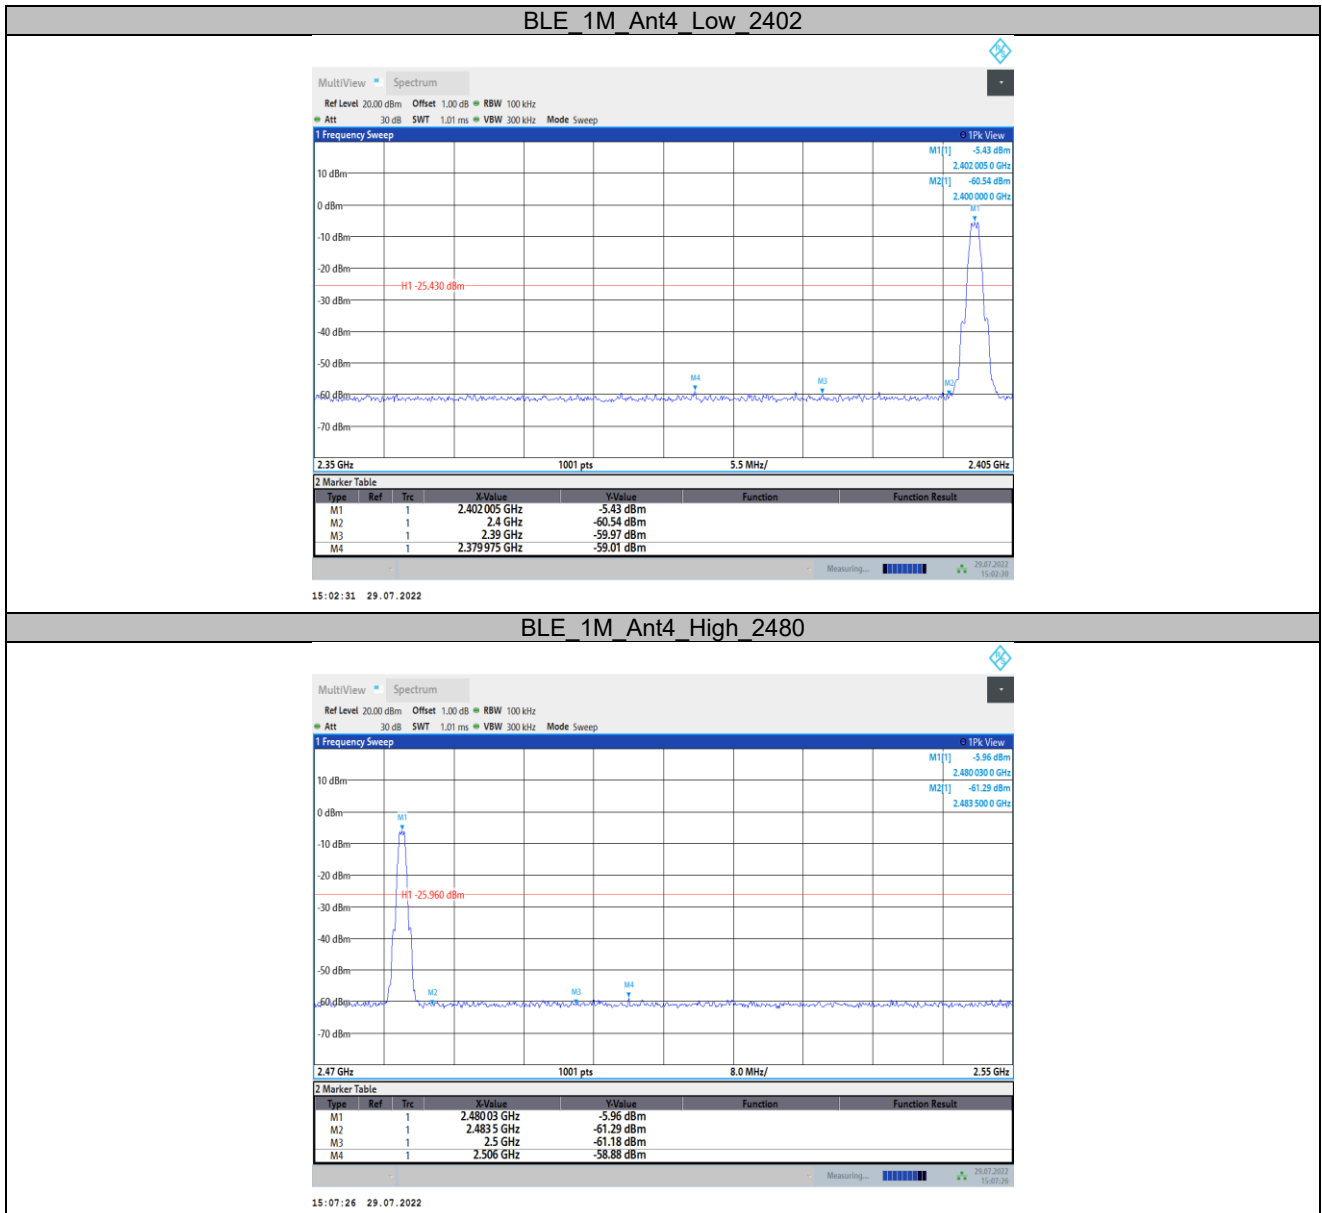 BLE_1M_Ant4_Low_2402
MultiView Spectrum
Ref Level 20.00 dBm Offset 1.00 dB RBW 100 kHz
Att 30 dB SWT 1.01 ms VBW 300 kHz Mode Sweep
1 Frequency Sweep 1Pk View
M1[1] -5.43 dBm
2.402 005 0 GHz
10 dBm M2[1] -60.54 dBm
2.400 000 0 GHz
0 dBm M1
-10 dBm
-20 dBm
H1 -25.430 dBm
-30 dBm
-40 dBm
-50 dBm
M4 M3 M2
-60 dBm
-70 dBm
2.35 GHz 1001 pts 5.5 MHz/ 2.405 GHz
2 Marker Table
Type Ref Trc X-Value Y-Value Function Function Result
M1 1 2.402 005 GHz -5.43 dBm
M2 1 2.4 GHz -60.54 dBm
M3 1 2.39 GHz -59.97 dBm
M4 1 2.379 975 GHz -59.01 dBm
Measuring... 29.07.2022
15:02:30
15:02:31 29.07.2022
BLE_1M_Ant4_High_2480
MultiView Spectrum
Ref Level 20.00 dBm Offset 1.00 dB RBW 100 kHz
Att 30 dB SWT 1.01 ms VBW 300 kHz Mode Sweep
1 Frequency Sweep 1Pk View
M1[1] -5.96 dBm
2.480 030 0 GHz
10 dBm M2[1] -61.29 dBm
2.483 500 0 GHz
0 dBm M1
-10 dBm
-20 dBm
H1 -25.960 dBm
-30 dBm
-40 dBm
-50 dBm
M2 M3 M4
-60 dBm
-70 dBm
2.47 GHz 1001 pts 8.0 MHz/ 2.55 GHz
2 Marker Table
Type Ref Trc X-Value Y-Value Function Function Result
M1 1 2.480 03 GHz -5.96 dBm
M2 1 2.483 5 GHz -61.29 dBm
M3 1 2.5 GHz -61.18 dBm
M4 1 2.506 GHz -58.88 dBm
Measuring... 29.07.2022
15:07:26
15:07:26 29.07.2022